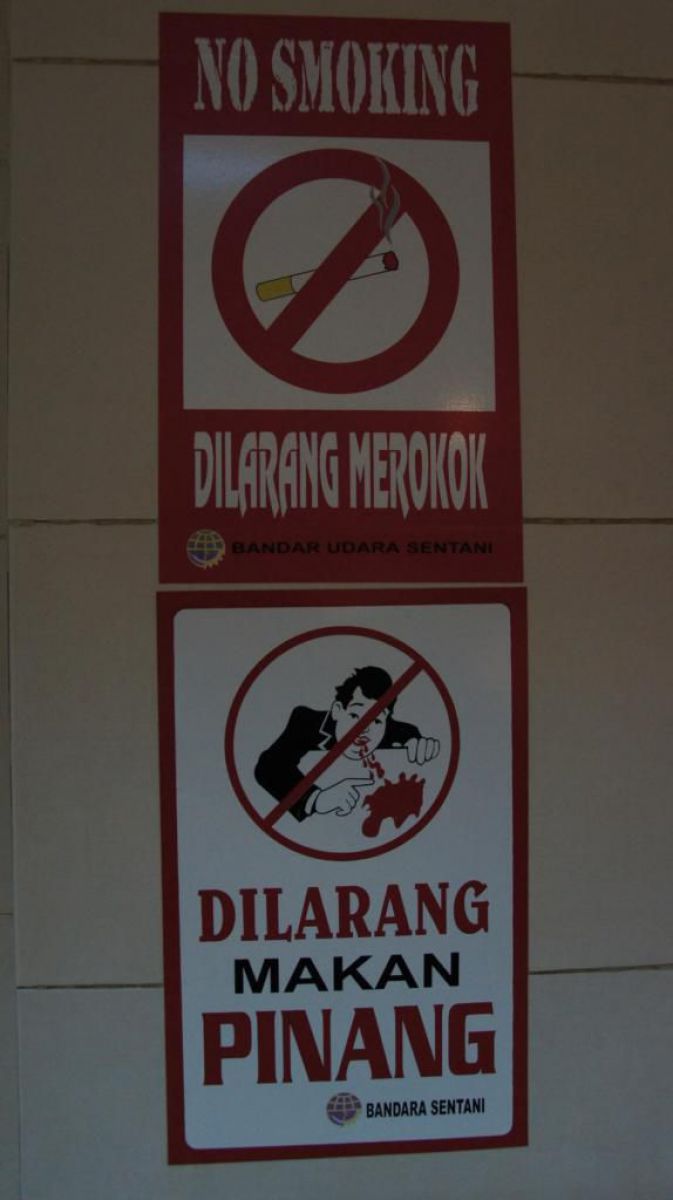 NO SMOKING
DILARANG MEROKOK
BANDAR UDARA SENTANI
DILARANG
MAKAN
PINANG
BANDARA SENTANI